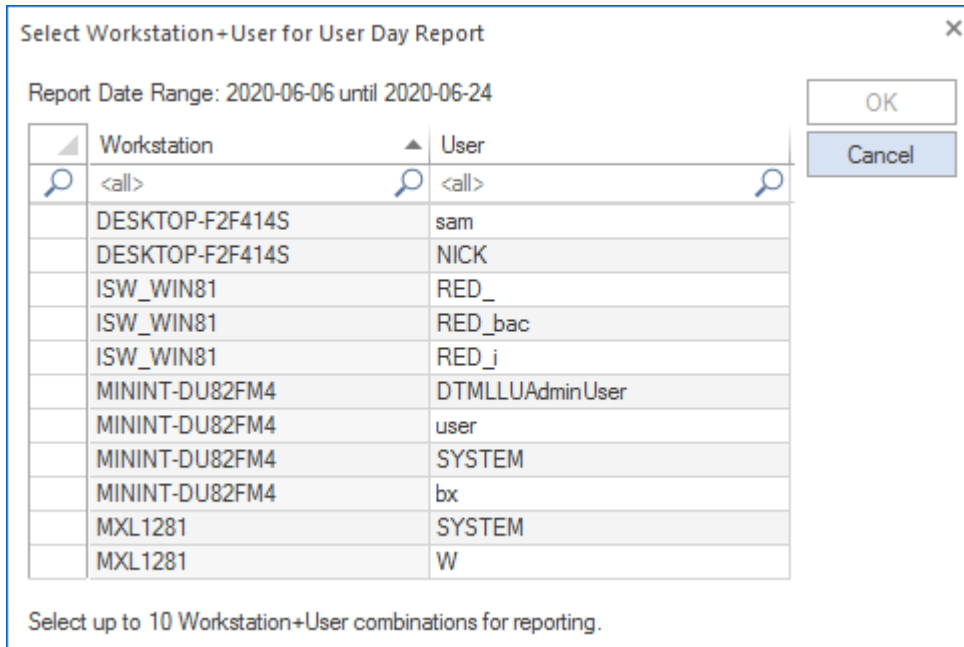 Select Workstation+User for User Day Report
Report Date Range: 2020-06-06 until 2020-06-24
OK
Cancel
Workstation User
<all> <all>
DESKTOP-F2F414S sam
DESKTOP-F2F414S NICK
ISW_WIN81 RED_
ISW_WIN81 RED_bac
ISW_WIN81 RED_i
MININT-DU82FM4 DTMLLUAdminUser
MININT-DU82FM4 user
MININT-DU82FM4 SYSTEM
MININT-DU82FM4 bx
MXL1281 SYSTEM
MXL1281 W
Select up to 10 Workstation+User combinations for reporting.